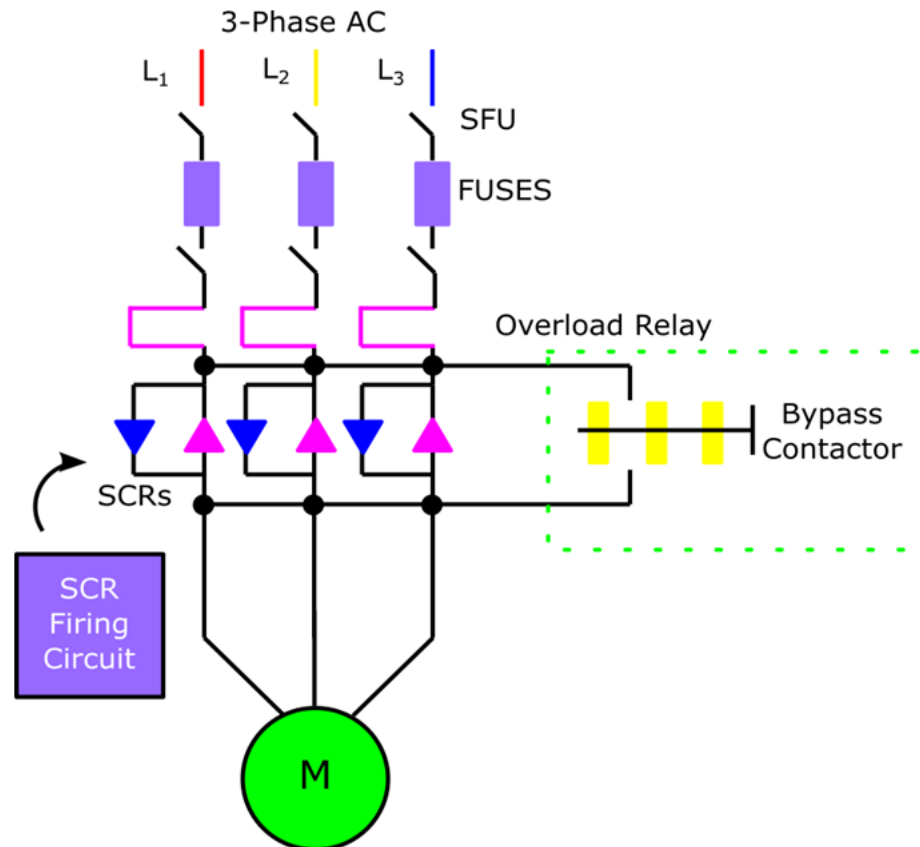 3-Phase AC
L₁ L₂ L₃
SFU
FUSES
Overload Relay
Bypass
Contactor
SCRs
SCR
Firing
Circuit
M